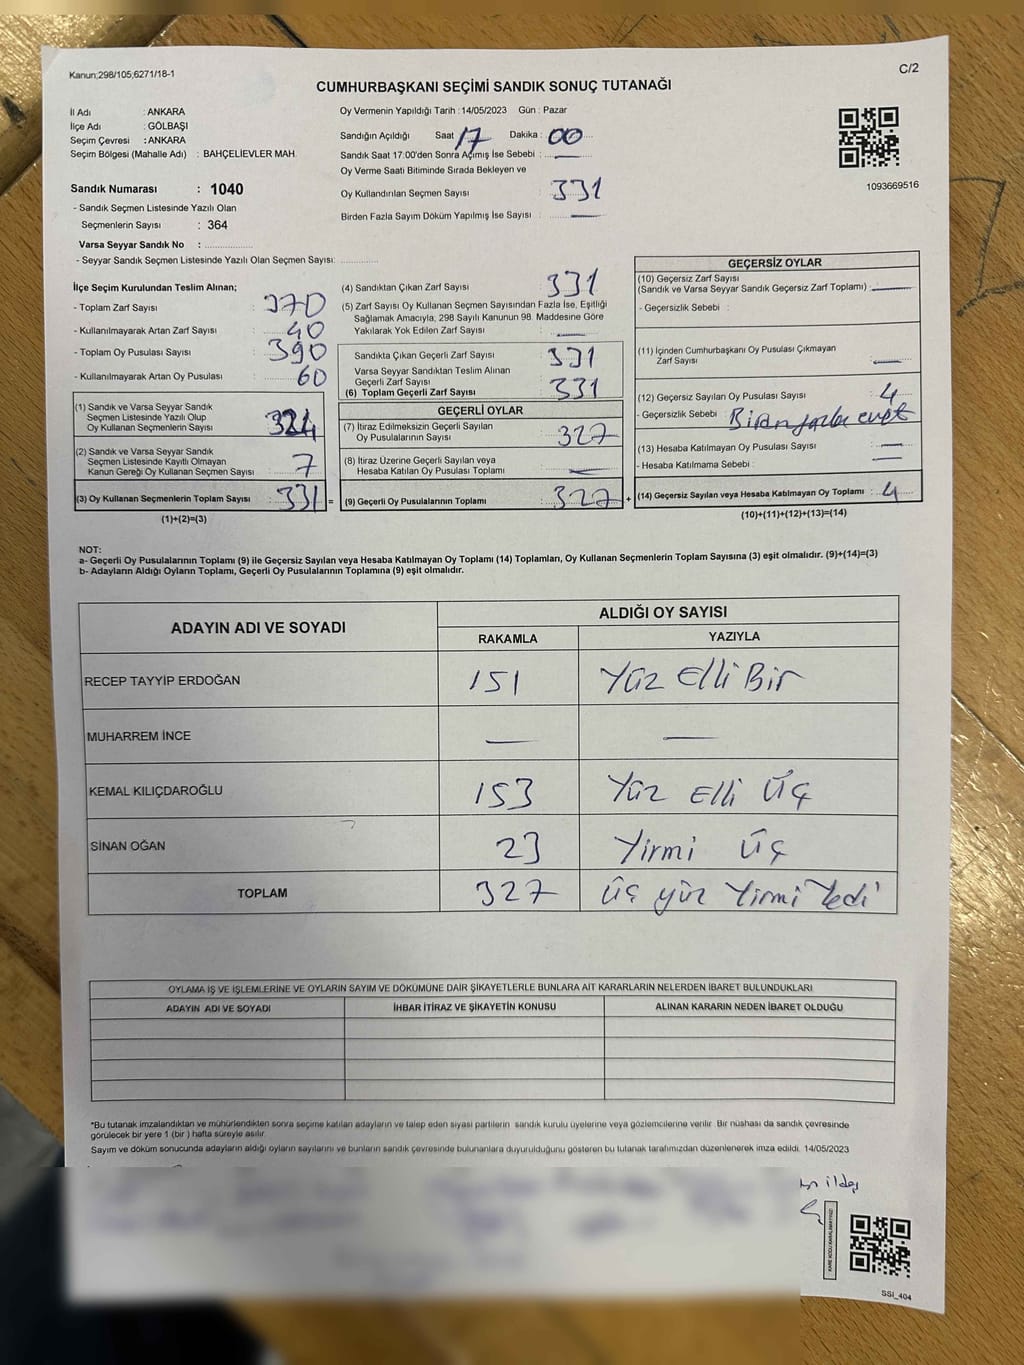 Kanun;298/105;6271/18-1
C/2
CUMHURBAŞKANI SEÇİMİ SANDIK SONUÇ TUTANAĞI
İl Adı : ANKARA
İlçe Adı : GÖLBAŞI
Seçim Çevresi : ANKARA
Seçim Bölgesi (Mahalle Adı) : BAHÇELİEVLER MAH.
Oy Vermenin Yapıldığı Tarih : 14/05/2023 Gün : Pazar
Sandığın Açıldığı Saat 17 Dakika : 00
Sandık Saat 17:00'den Sonra Açımış İse Sebebi : —
Oy Verme Saati Bitiminde Sırada Bekleyen ve
Oy Kullandırılan Seçmen Sayısı 331
Birden Fazla Sayım Döküm Yapılmış İse Sayısı —
1093669516
Sandık Numarası : 1040
- Sandık Seçmen Listesinde Yazılı Olan
Seçmenlerin Sayısı : 364
Varsa Seyyar Sandık No :
- Seyyar Sandık Seçmen Listesinde Yazılı Olan Seçmen Sayısı:
İlçe Seçim Kurulundan Teslim Alınan;
- Toplam Zarf Sayısı : 370
- Kullanılmayarak Artan Zarf Sayısı : 40
- Toplam Oy Pusulası Sayısı : 390
- Kullanılmayarak Artan Oy Pusulası : 60
(1) Sandık ve Varsa Seyyar Sandık
Seçmen Listesinde Yazılı Olup
Oy Kullanan Seçmenlerin Sayısı : 324
(2) Sandık ve Varsa Seyyar Sandık
Seçmen Listesinde Kayıtlı Olmayan
Kanun Gereği Oy Kullanan Seçmen Sayısı : 7
(3) Oy Kullanan Seçmenlerin Toplam Sayısı : 331 =
(1)+(2)=(3)
(4) Sandıktan Çıkan Zarf Sayısı : 331
(5) Zarf Sayısı Oy Kullanan Seçmen Sayısından Fazla İse, Eşitliği
Sağlamak Amacıyla, 298 Sayılı Kanunun 98. Maddesine Göre
Yakılarak Yok Edilen Zarf Sayısı : —
Sandıkta Çıkan Geçerli Zarf Sayısı : 331
Varsa Seyyar Sandıktan Teslim Alınan
Geçerli Zarf Sayısı
(6) Toplam Geçerli Zarf Sayısı : 331
GEÇERLİ OYLAR
(7) İtiraz Edilmeksizin Geçerli Sayılan
Oy Pusulalarının Sayısı : 327
(8) İtiraz Üzerine Geçerli Sayılan veya
Hesaba Katılan Oy Pusulası Toplamı : —
(9) Geçerli Oy Pusulalarının Toplamı : 327 +
GEÇERSİZ OYLAR
(10) Geçersiz Zarf Sayısı
(Sandık ve Varsa Seyyar Sandık Geçersiz Zarf Toplamı) : —
- Geçersizlik Sebebi :
(11) İçinden Cumhurbaşkanı Oy Pusulası Çıkmayan
Zarf Sayısı : —
(12) Geçersiz Sayılan Oy Pusulası Sayısı : 4
- Geçersizlik Sebebi : Birden fazla evet
(13) Hesaba Katılmayan Oy Pusulası Sayısı : —
- Hesaba Katılmama Sebebi : —
(14) Geçersiz Sayılan veya Hesaba Katılmayan Oy Toplamı : 4
(10)+(11)+(12)+(13)=(14)
NOT:
a- Geçerli Oy Pusulalarının Toplamı (9) ile Geçersiz Sayılan veya Hesaba Katılmayan Oy Toplamı (14) Toplamları, Oy Kullanan Seçmenlerin Toplam Sayısına (3) eşit olmalıdır. (9)+(14)=(3)
b- Adayların Aldığı Oyların Toplamı, Geçerli Oy Pusulalarının Toplamına (9) eşit olmalıdır.
ADAYIN ADI VE SOYADI
ALDIĞI OY SAYISI
RAKAMLA YAZIYLA
RECEP TAYYİP ERDOĞAN 151 Yüz Elli Bir
MUHARREM İNCE — —
KEMAL KILIÇDAROĞLU 153 Yüz Elli Üç
SİNAN OĞAN 23 Yirmi Üç
TOPLAM 327 Üç yüz Yirmi Yedi
OYLAMA İŞ VE İŞLEMLERİNE VE OYLARIN SAYIM VE DÖKÜMÜNE DAİR ŞİKAYETLERLE BUNLARA AİT KARARLARIN NELERDEN İBARET BULUNDUKLARI
ADAYIN ADI VE SOYADI İHBAR İTİRAZ VE ŞİKAYETİN KONUSU ALINAN KARARIN NEDEN İBARET OLDUĞU
*Bu tutanak imzalandıktan ve mühürlendikten sonra seçime katılan adayların ve talep eden siyasi partilerin sandık kurulu üyelerine veya gözlemcilerine verilir. Bir nüshası da sandık çevresinde
görülecek bir yere 1 (bir) hafta süreyle asılır.
Sayım ve döküm sonucunda adayların aldığı oyların sayılarını ve bunların sandık çevresinde bulunanlara duyurulduğunu gösteren bu tutanak tarafımızdan düzenlenerek imza edildi. 14/05/2023
SSİ_404